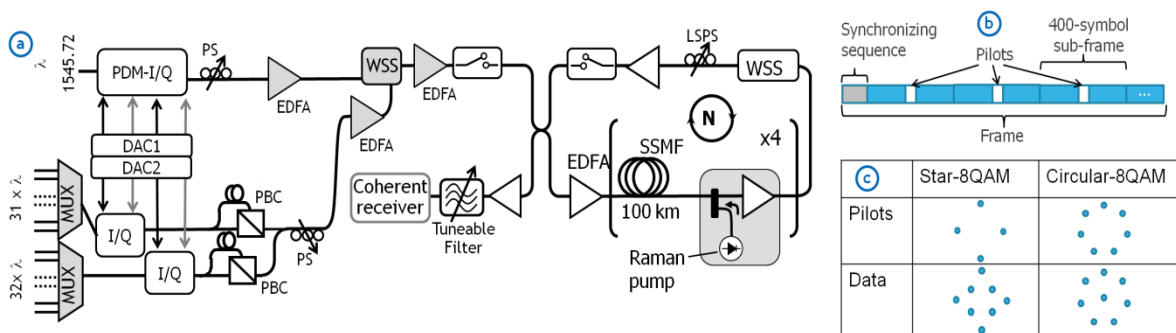 a
λ
1545.72
PDM-I/Q
PS
EDFA
WSS
EDFA
EDFA
DAC1
DAC2
31 x λ
MUX
I/Q
PBC
32x λ
MUX
I/Q
PBC
PS
Coherent receiver
Tuneable Filter
LSPS
WSS
N
x4
EDFA
SSMF
100 km
Raman pump
b
Synchronizing sequence
Pilots
400-symbol sub-frame
...
Frame
c
Star-8QAM
Circular-8QAM
Pilots
Data